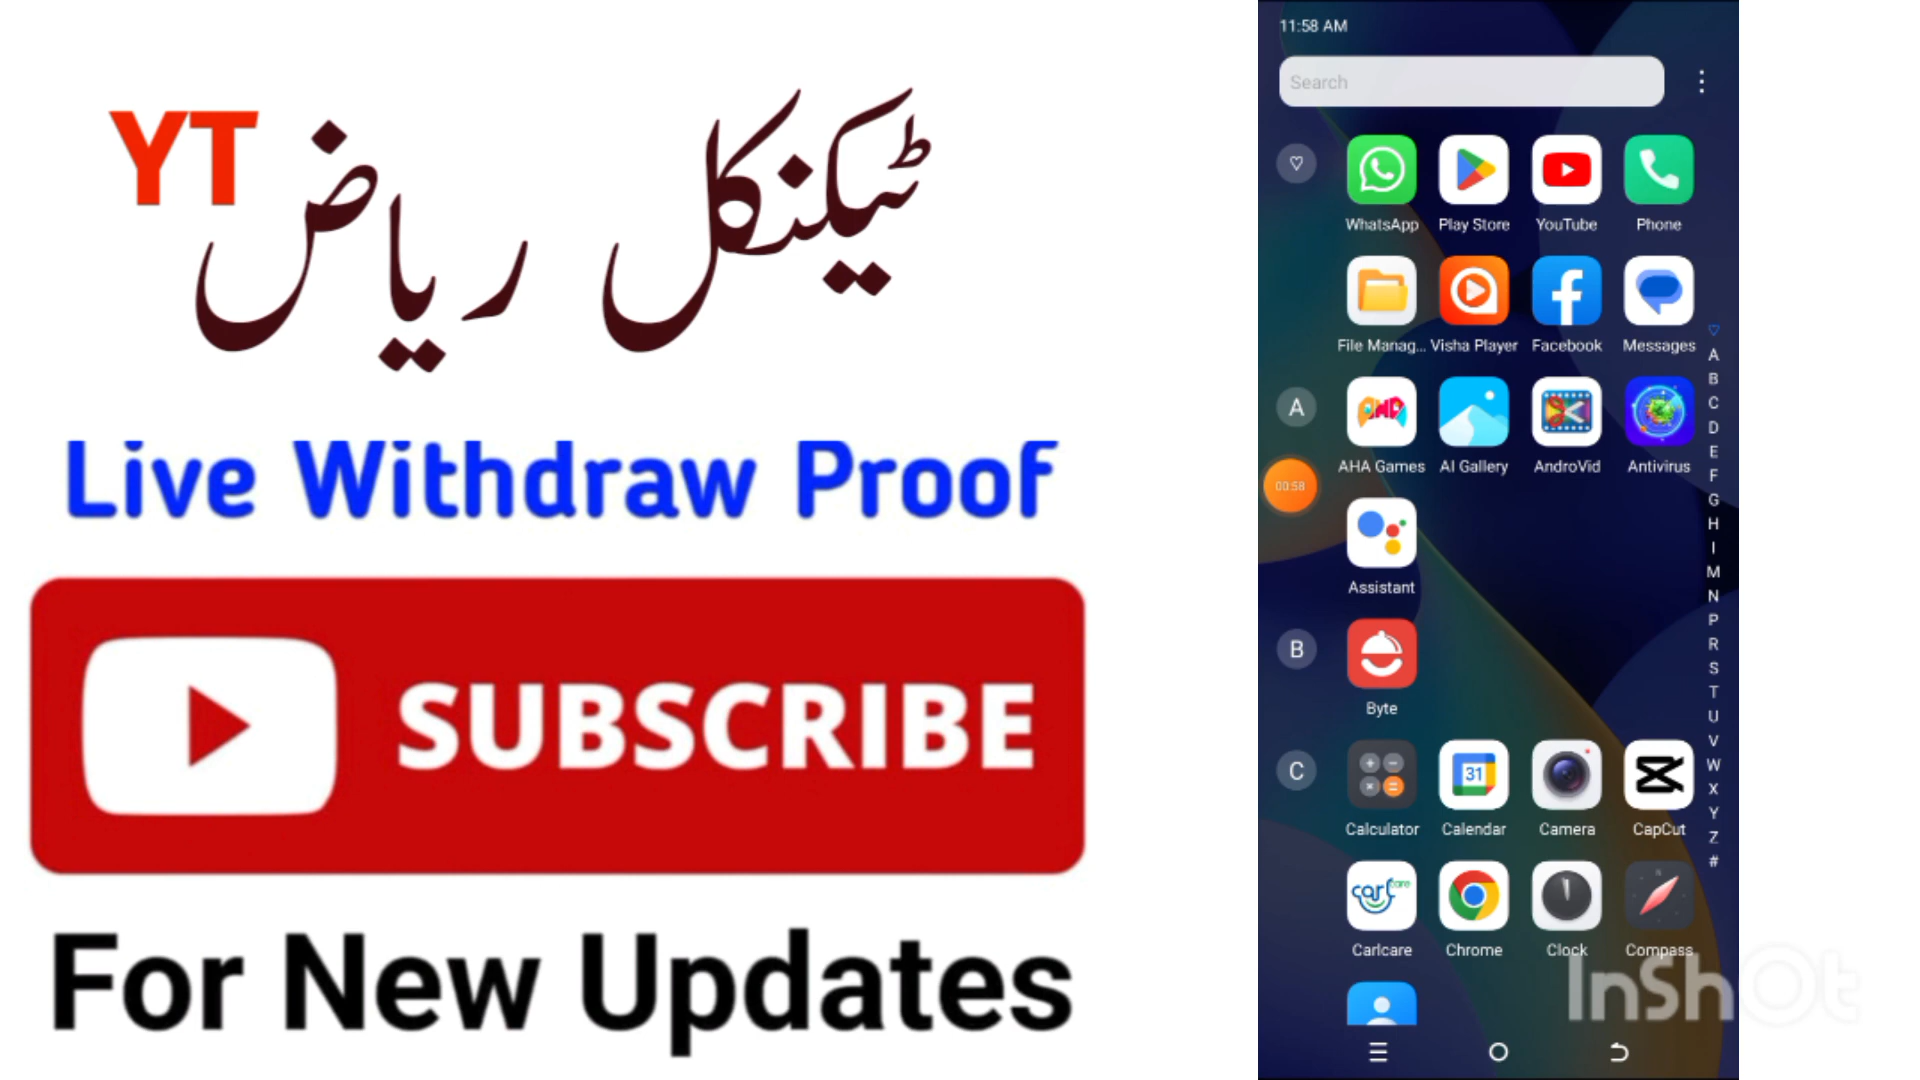 ٹیکنکل ریاض YT
Live Withdraw Proof
SUBSCRIBE
For New Updates
11:58 AM
Search
WhatsApp Play Store YouTube Phone
File Manag... Visha Player Facebook Messages
A
AHA Games AI Gallery AndroVid Antivirus
00:58
Assistant
B
Byte
C
31
Calculator Calendar Camera CapCut
carlcare
Carlcare Chrome Clock Compass
A
B
C
D
E
F
G
H
I
M
N
P
R
S
T
U
V
W
X
Y
Z
#
InShOt